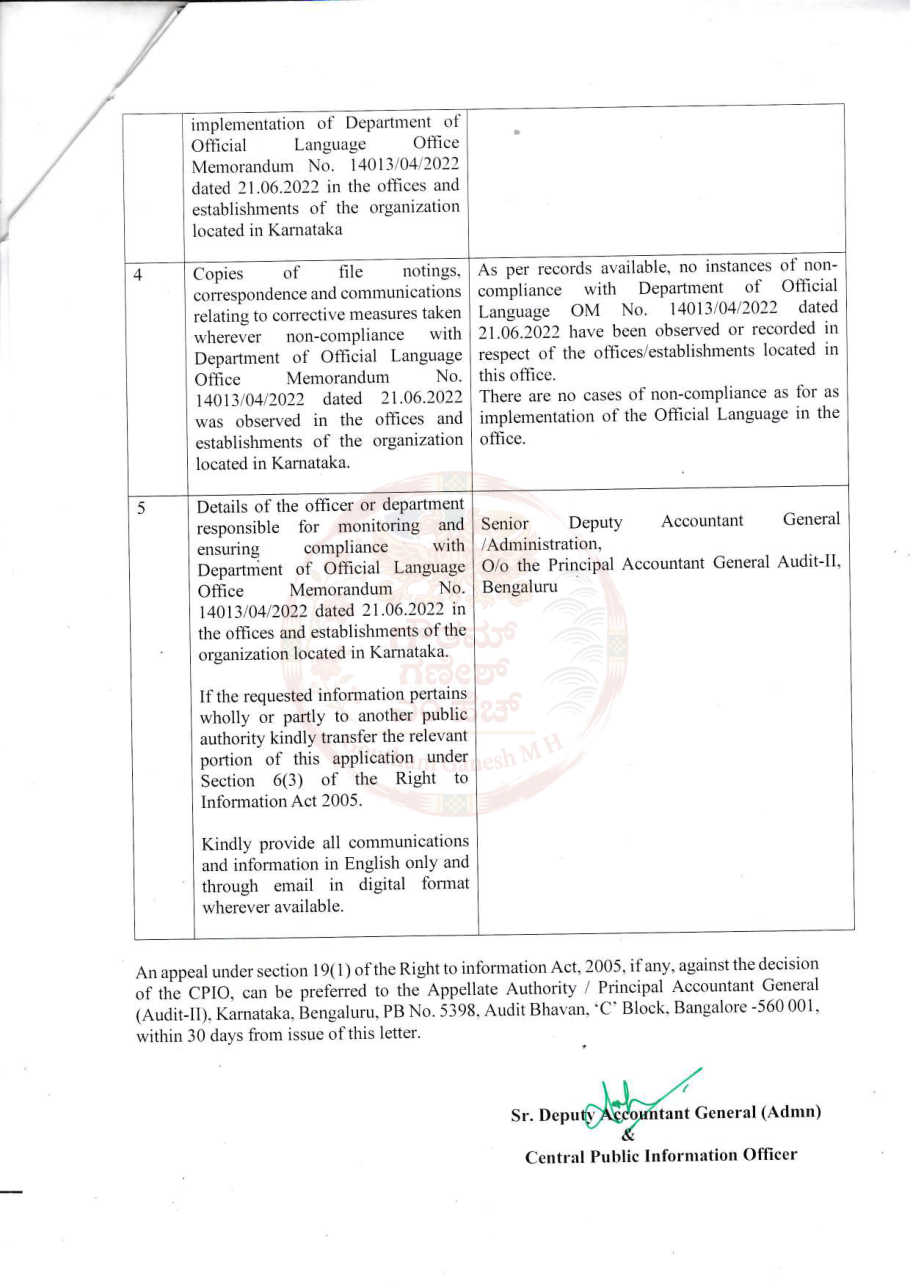 implementation of Department of
Official Language Office
Memorandum No. 14013/04/2022
dated 21.06.2022 in the offices and
establishments of the organization
located in Karnataka
4
Copies of file notings,
correspondence and communications
relating to corrective measures taken
wherever non-compliance with
Department of Official Language
Office Memorandum No.
14013/04/2022 dated 21.06.2022
was observed in the offices and
establishments of the organization
located in Karnataka.
As per records available, no instances of non-
compliance with Department of Official
Language OM No. 14013/04/2022 dated
21.06.2022 have been observed or recorded in
respect of the offices/establishments located in
this office.
There are no cases of non-compliance as for as
implementation of the Official Language in the
office.
5
Details of the officer or department
responsible for monitoring and
ensuring compliance with
Department of Official Language
Office Memorandum No.
14013/04/2022 dated 21.06.2022 in
the offices and establishments of the
organization located in Karnataka.
If the requested information pertains
wholly or partly to another public
authority kindly transfer the relevant
portion of this application under
Section 6(3) of the Right to
Information Act 2005.
Kindly provide all communications
and information in English only and
through email in digital format
wherever available.
Senior Deputy Accountant General
/Administration,
O/o the Principal Accountant General Audit-II,
Bengaluru
ಗೌತಮ್
ಗಣೇಶ್
ಎಂ ಹೆಚ್
Goutham Ganesh M H
An appeal under section 19(1) of the Right to information Act, 2005, if any, against the decision
of the CPIO, can be preferred to the Appellate Authority / Principal Accountant General
(Audit-II), Karnataka, Bengaluru, PB No. 5398, Audit Bhavan, ‘C’ Block, Bangalore -560 001,
within 30 days from issue of this letter.
Sr. Deputy Accountant General (Admn)
&
Central Public Information Officer